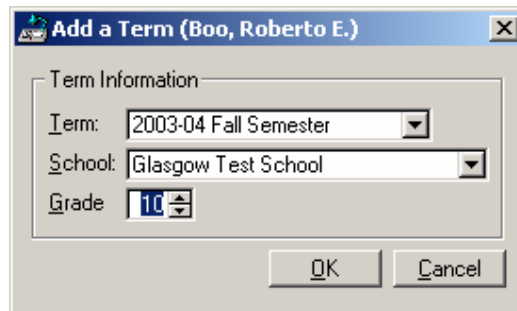 Add a Term (Boo, Roberto E.)
Term Information
Term: 2003-04 Fall Semester
School: Glasgow Test School
Grade 10
OK Cancel